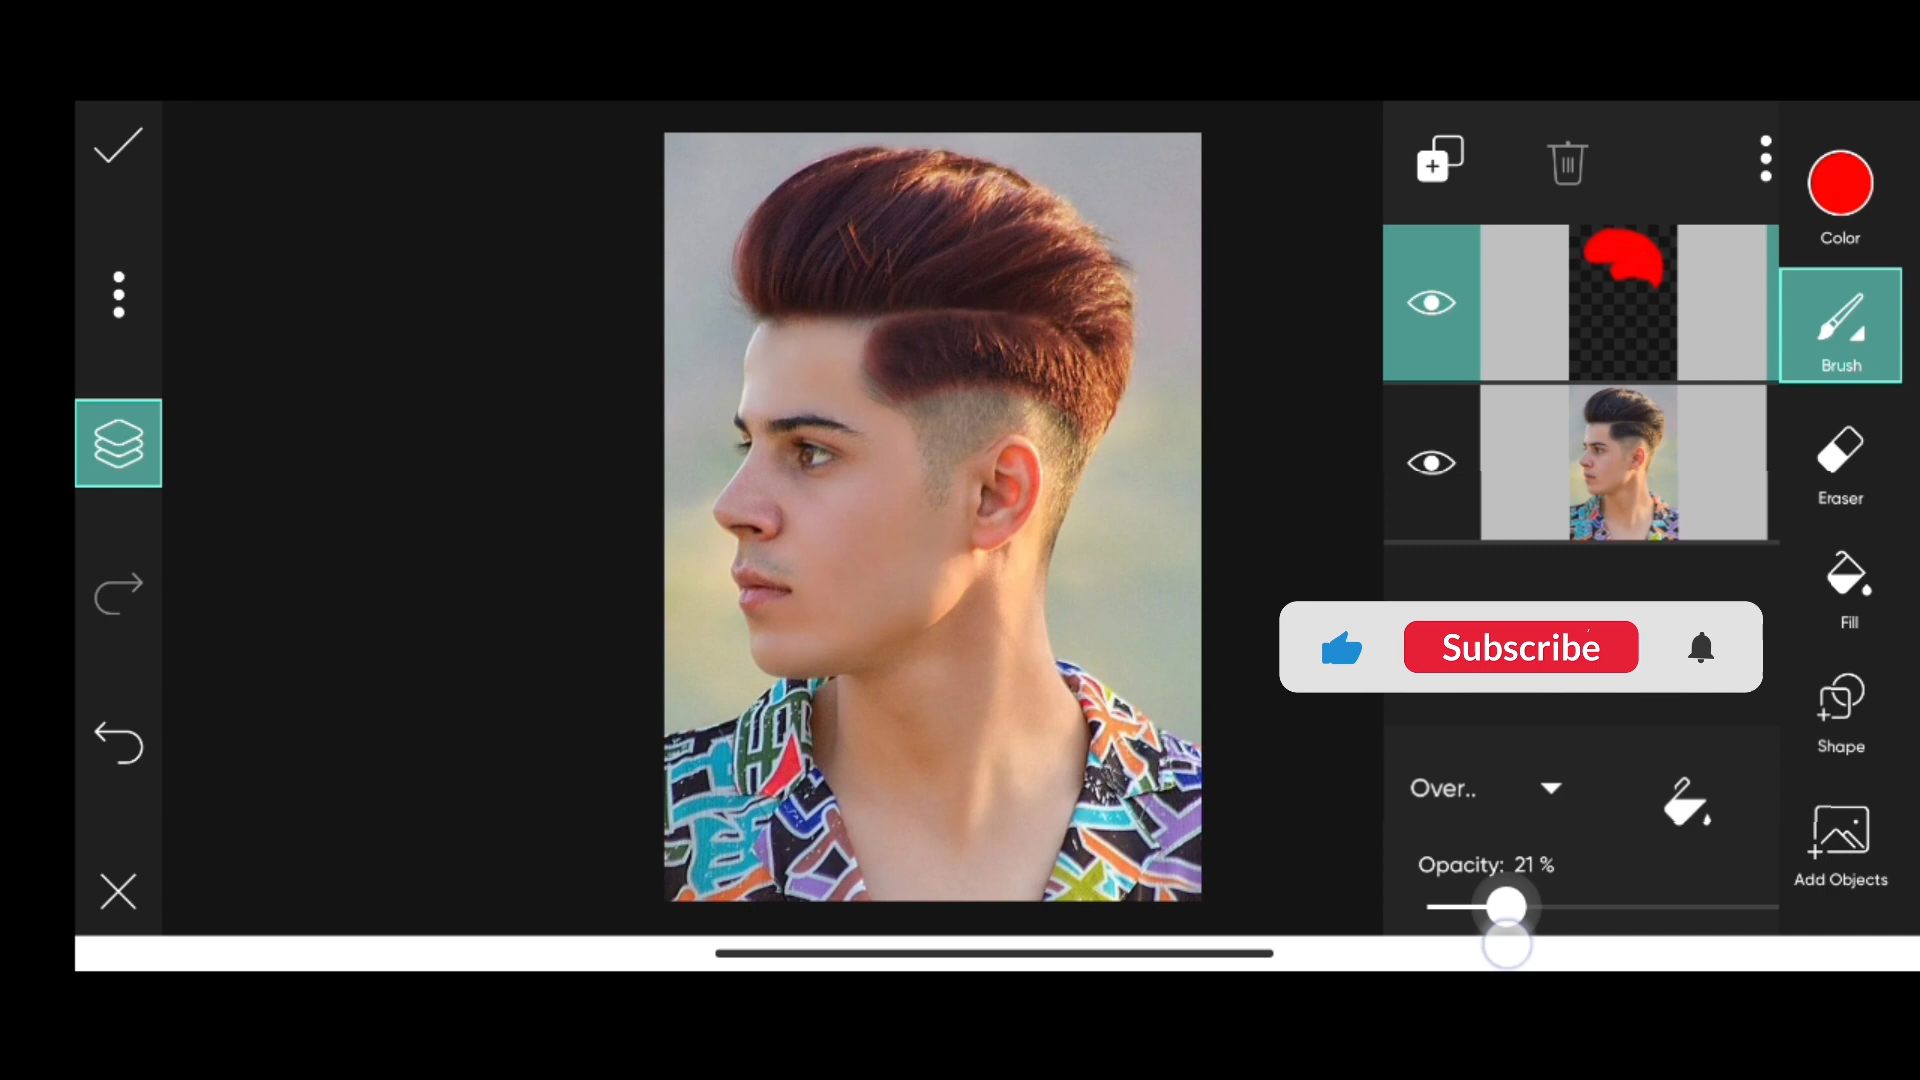 Color
Brush
Eraser
Fill
Subscribe
Shape
Over..
Opacity: 21 %
Add Objects